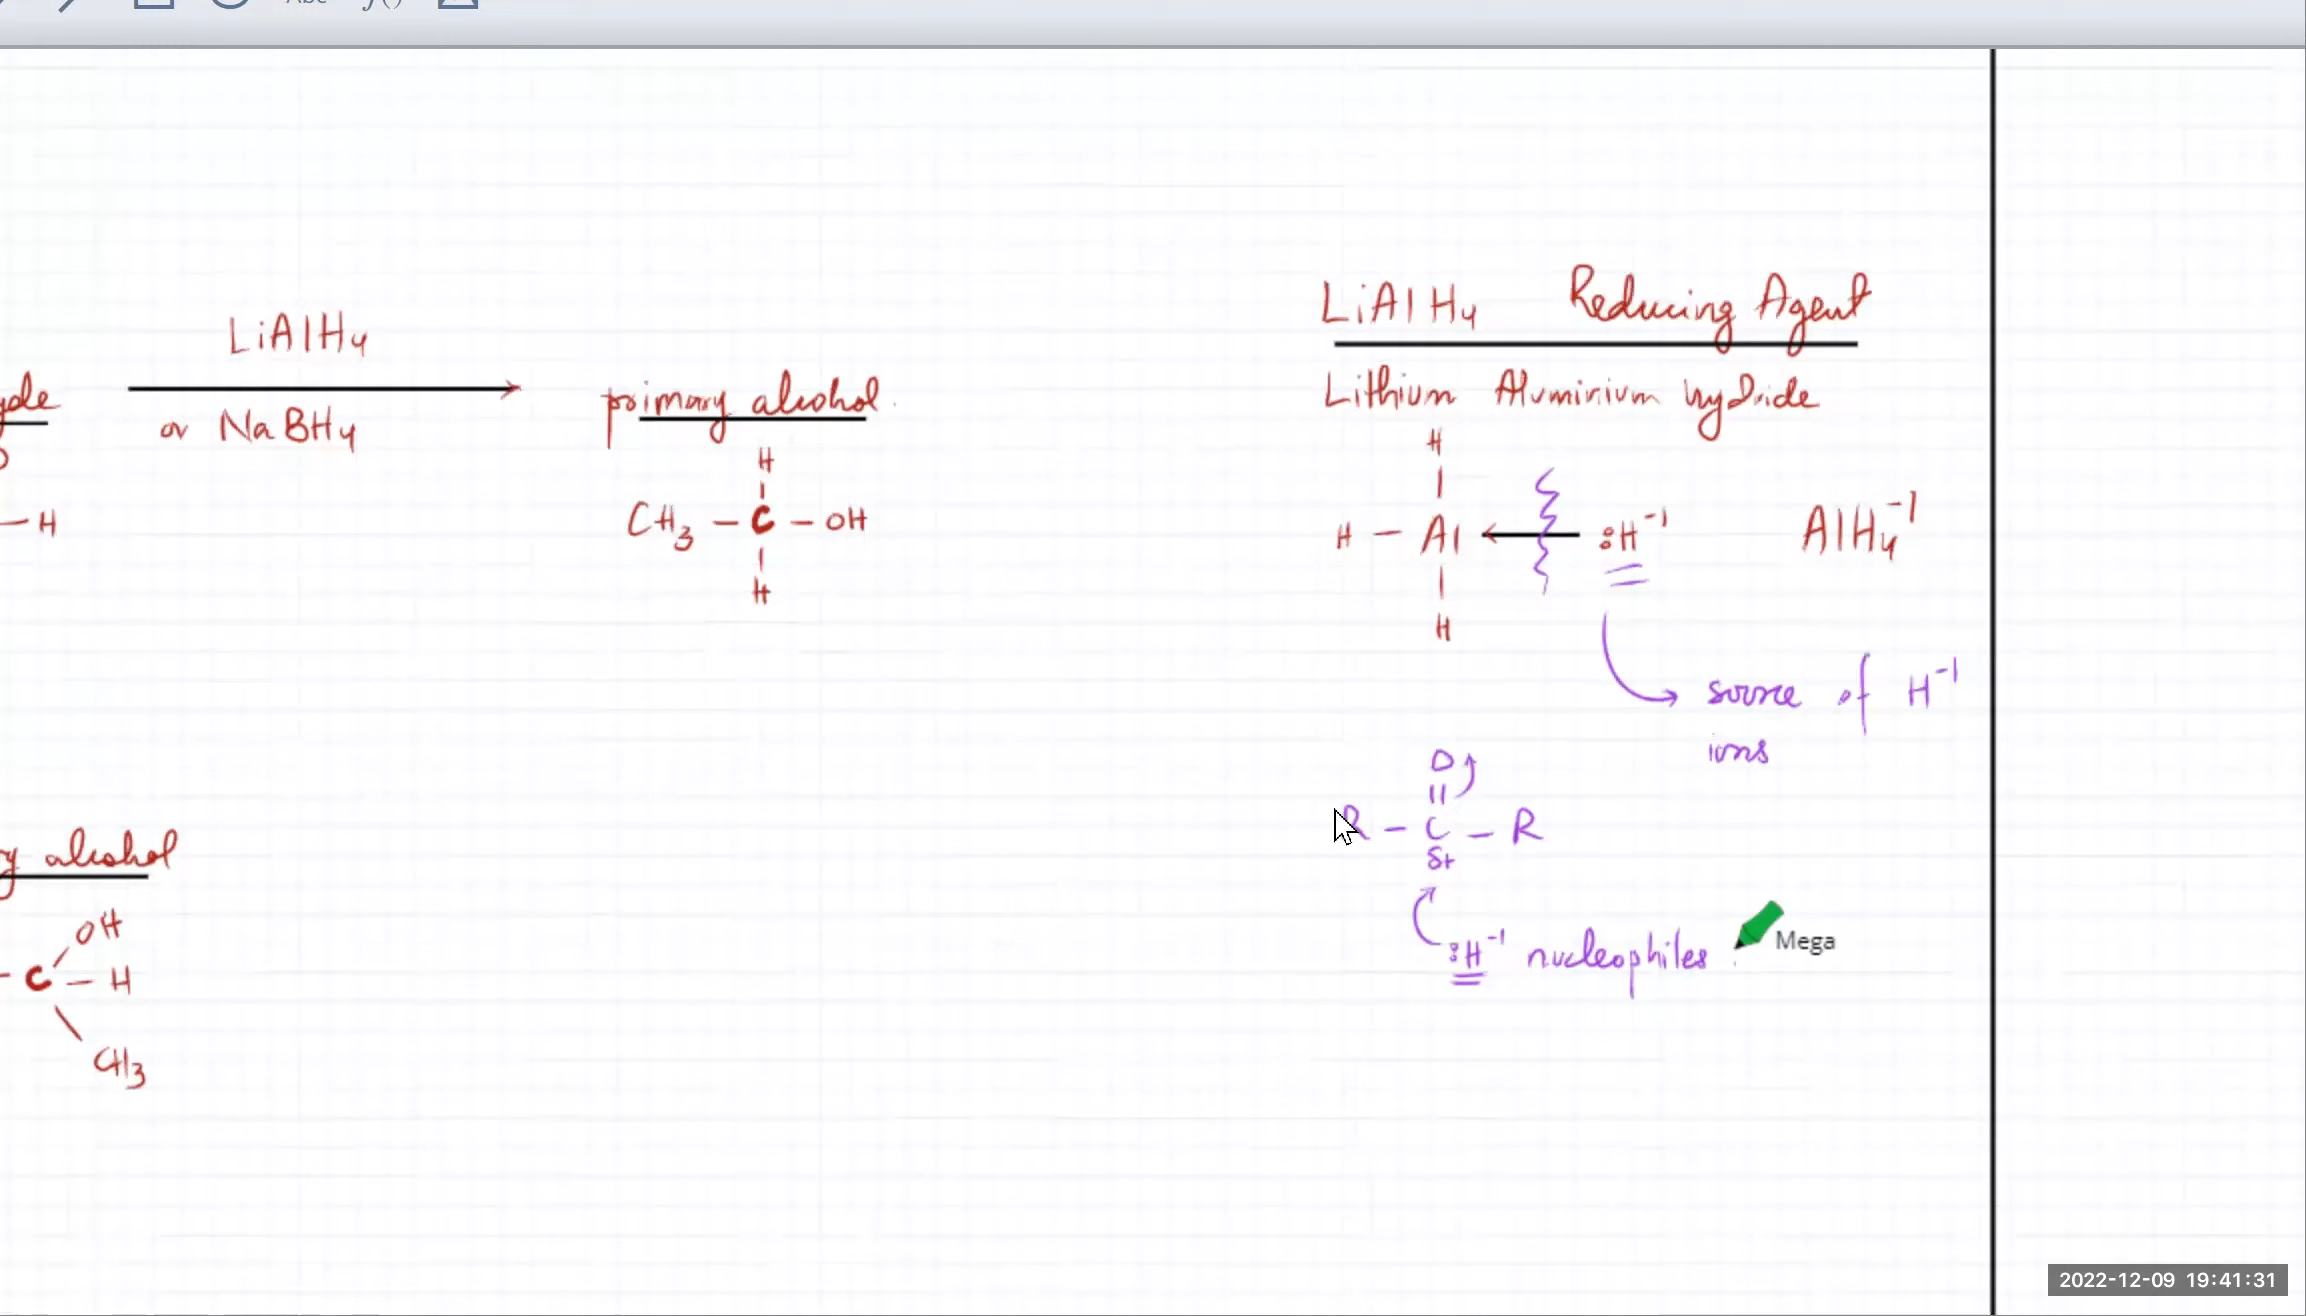 Abc f()
LiAlH4
or NaBH4
primary alcohol
H
CH3 – C – OH
H
– H
alcohol
OH
– C – H
CH3
LiAlH4 Reducing Agent
Lithium Aluminium hydride
H
H – Al ← :H-1 AlH4-1
H
source of H-1
ions
O
R – C – R
δ+
:H-1 nucleophiles
Mega
2022-12-09 19:41:31